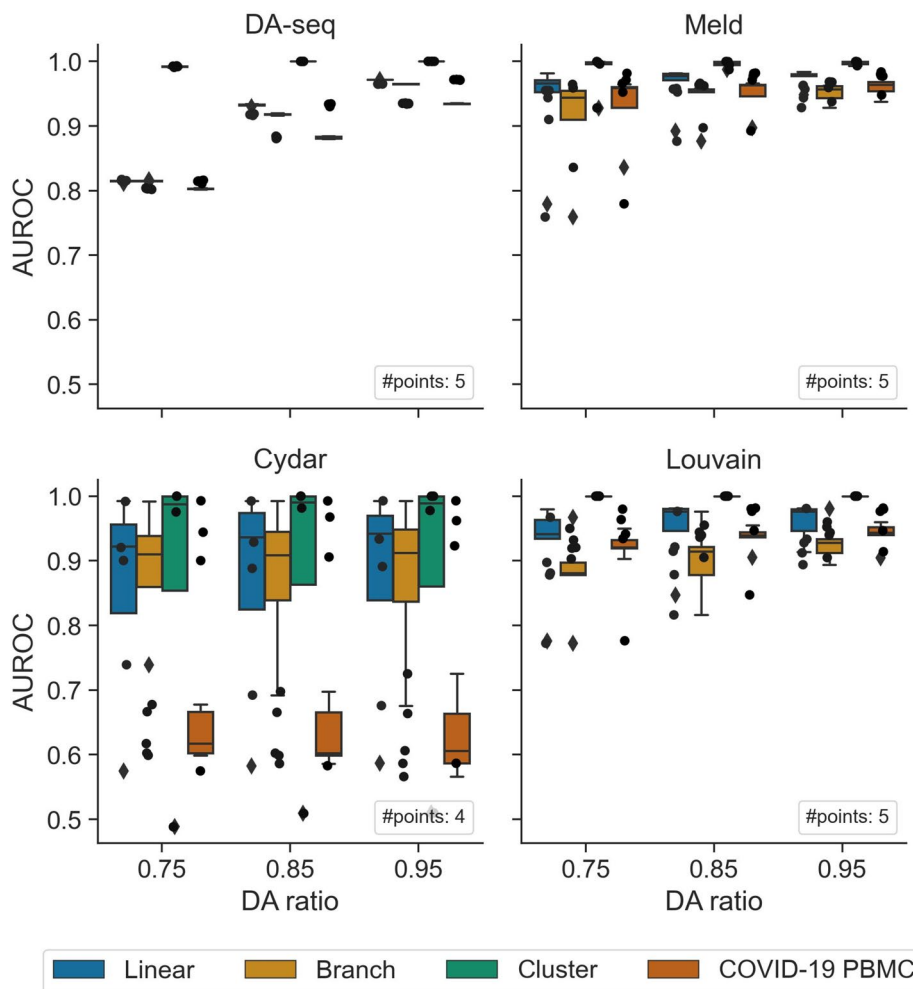 DA-seq
Meld
AUROC
1.0
0.9
0.8
0.7
0.6
0.5
#points: 5
#points: 5
Cydar
Louvain
AUROC
1.0
0.9
0.8
0.7
0.6
0.5
#points: 4
#points: 5
0.75 0.85 0.95
0.75 0.85 0.95
DA ratio
DA ratio
Linear Branch Cluster COVID-19 PBMC